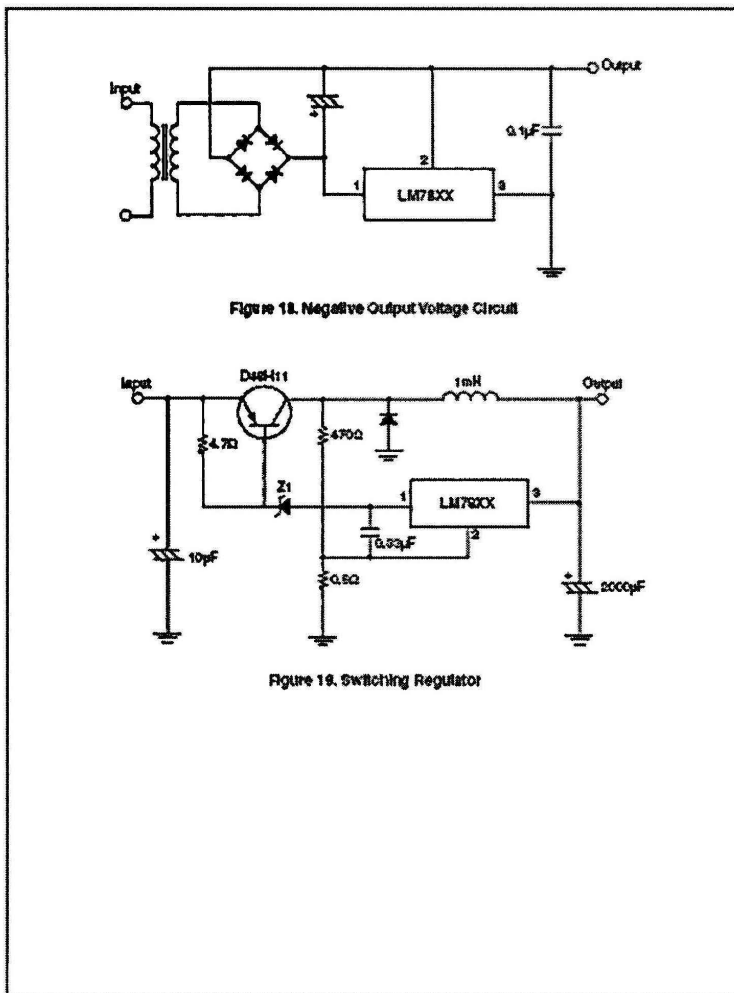 Input
Output
0.1µF
1
2
3
LM78XX
Figure 18. Negative Output Voltage Circuit
Input
D45H11
1mH
Output
4.7Ω
470Ω
Z1
1
LM78XX
3
2
10µF
0.33µF
0.5Ω
2000µF
Figure 19. Switching Regulator